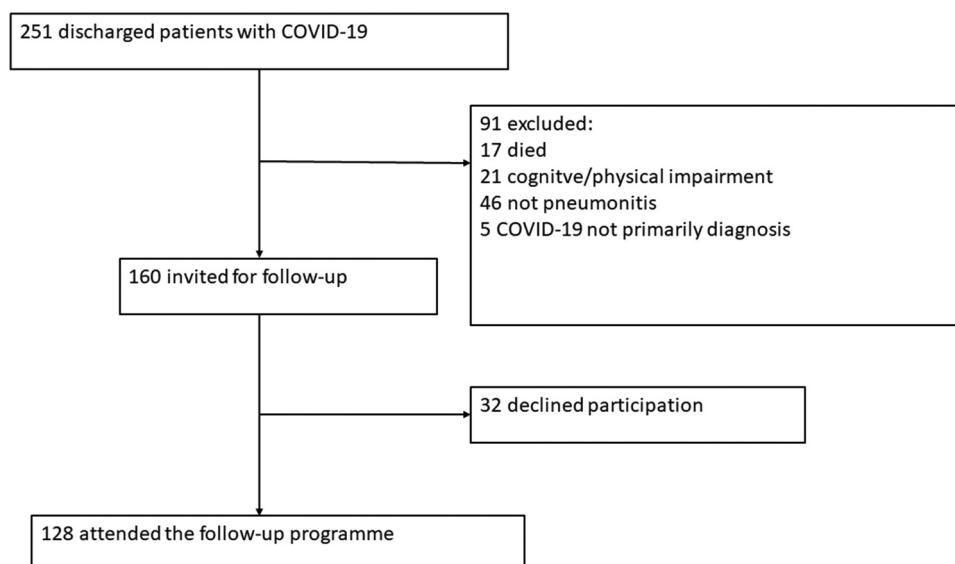 251 discharged patients with COVID-19
91 excluded:
17 died
21 cognitve/physical impairment
46 not pneumonitis
5 COVID-19 not primarily diagnosis
160 invited for follow-up
32 declined participation
128 attended the follow-up programme